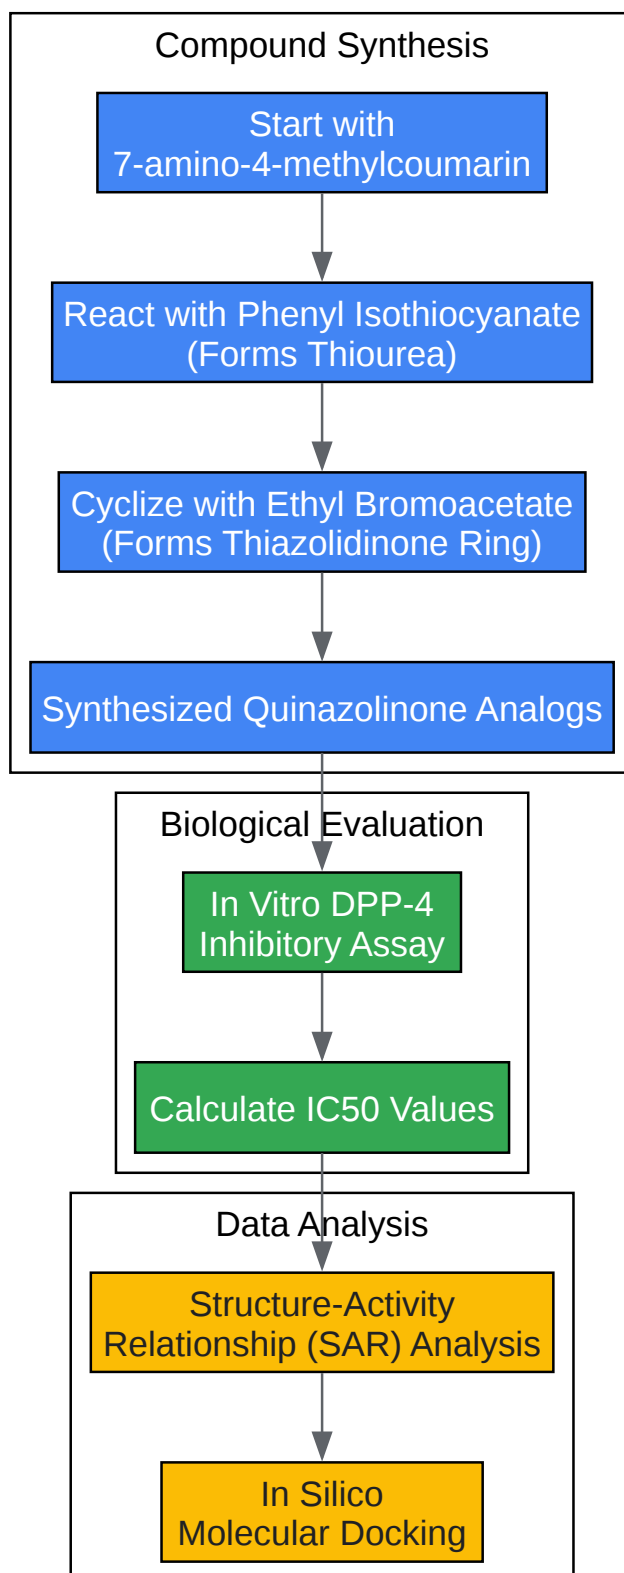 Compound Synthesis
Start with
7-amino-4-methylcoumarin
React with Phenyl Isothiocyanate
(Forms Thiourea)
Cyclize with Ethyl Bromoacetate
(Forms Thiazolidinone Ring)
Synthesized Quinazolinone Analogs
Biological Evaluation
In Vitro DPP-4
Inhibitory Assay
Calculate IC50 Values
Data Analysis
Structure-Activity
Relationship (SAR) Analysis
In Silico
Molecular Docking